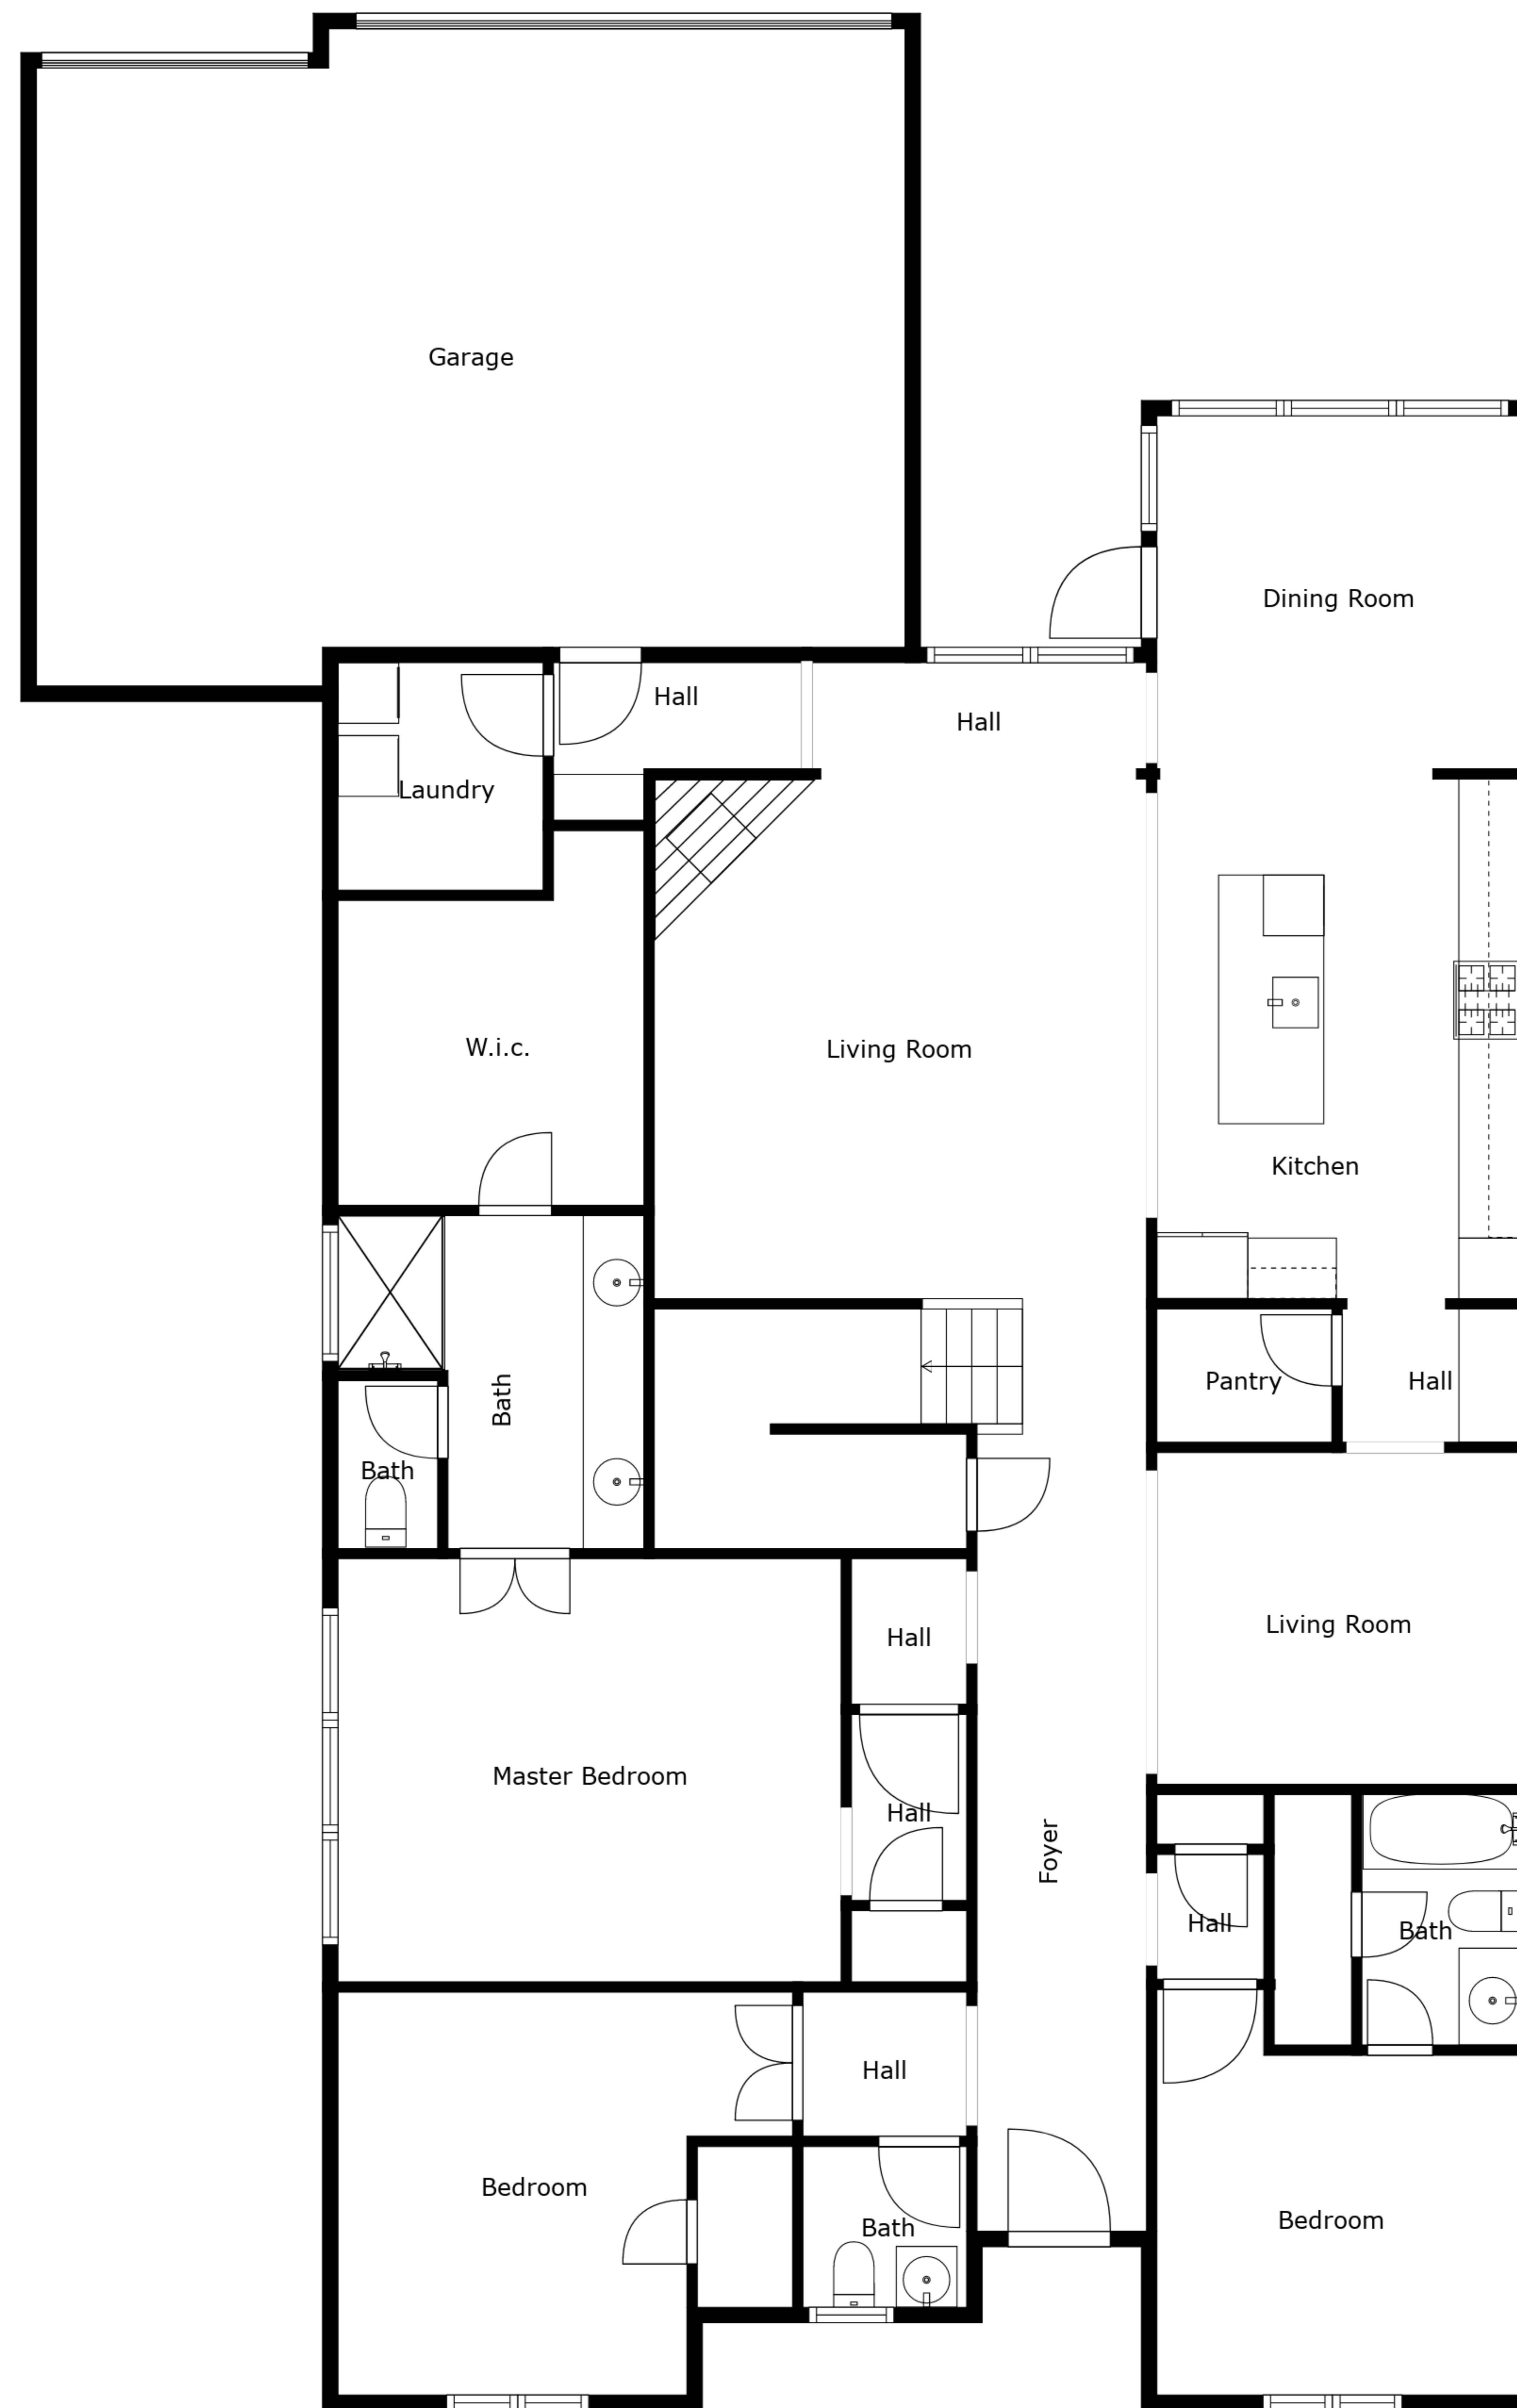 Garage
Dining Room
Hall
Hall
Laundry
W.i.c.
Living Room
Kitchen
Bath
Pantry
Hall
Bath
Living Room
Hall
Master Bedroom
Hall
Foyer
Hall
Bath
Hall
Bedroom
Bath
Bedroom